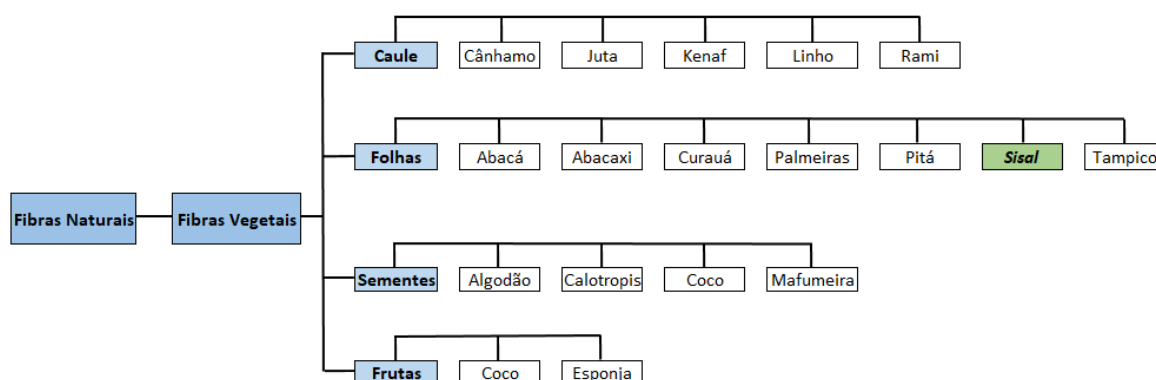 Caule Cânhamo Juta Kenaf Linho Rami
Folhas Abacá Abacaxi Curauá Palmeiras Pitá Sisal Tampico
Fibras Naturais Fibras Vegetais
Sementes Algodão Calotropis Coco Mafumeira
Frutas Coco Esponja